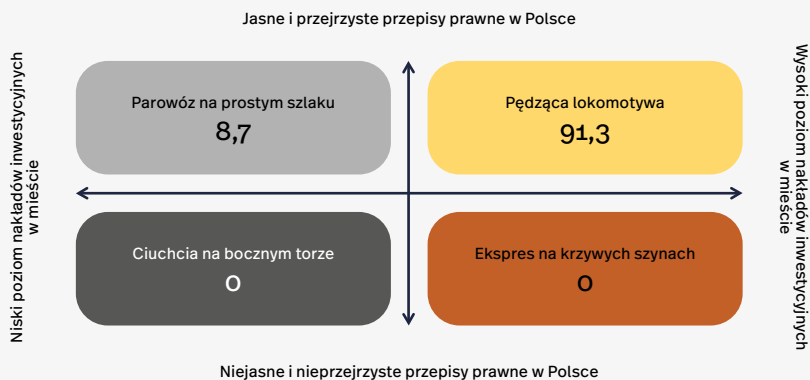 Jasne i przejrzyste przepisy prawne w Polsce
Niski poziom nakładów inwestycyjnych
w mieście
Parowóz na prostym szlaku
8,7
Pędząca lokomotywa
91,3
Wysoki poziom nakładów inwestycyjnych
w mieście
Ciuchcia na bocznym torze
0
Ekspres na krzywych szynach
0
Niejasne i nieprzejrzyste przepisy prawne w Polsce